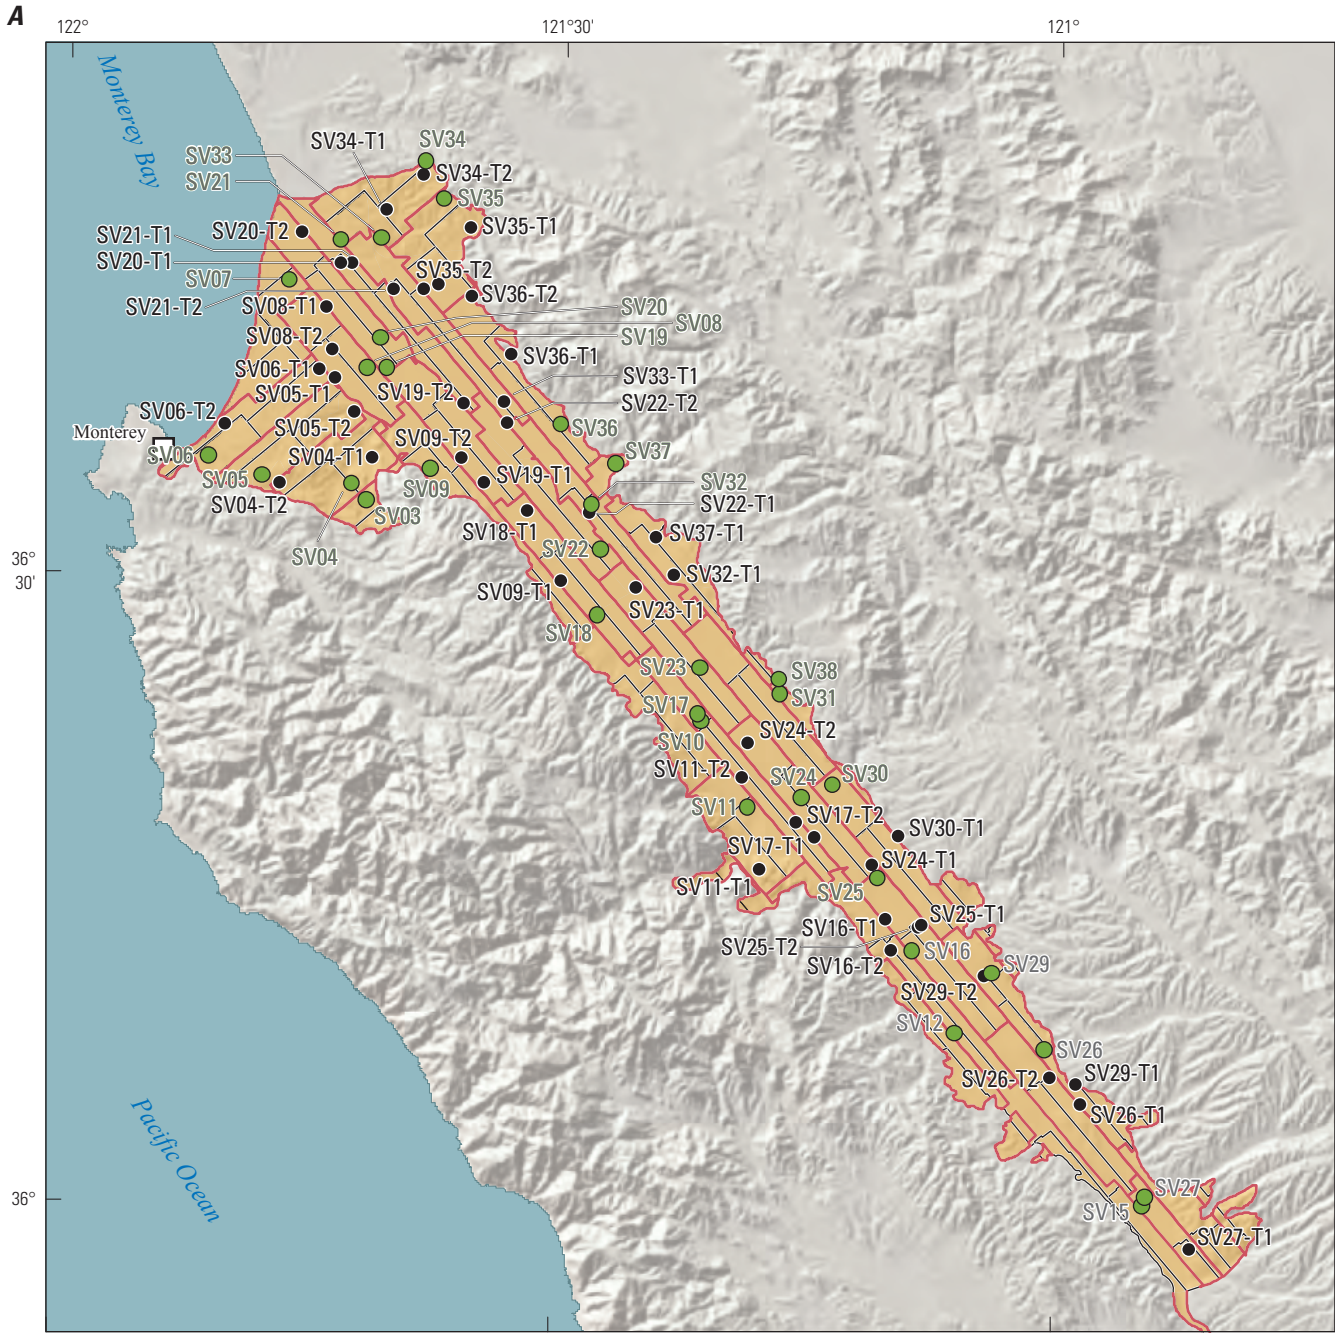 A
122°
121°30'
121°
Monterey Bay
SV34-T1
SV34
SV33
SV34-T2
SV21
SV35
SV21-T1
SV20-T2
SV35-T1
SV20-T1
SV07
SV35-T2
SV21-T2
SV08-T1
SV36-T2
SV20
SV08
SV08-T2
SV19
SV06-T1
SV36-T1
SV05-T1
SV19-T2
SV33-T1
SV06-T2
SV22-T2
Monterey
SV05-T2
SV09-T2
SV36
SV06
SV04-T1
SV37
SV05
SV09
SV19-T1
SV32
SV04-T2
SV03
SV22-T1
SV18-T1
SV37-T1
SV04
SV22
36°
30'
SV32-T1
SV09-T1
SV23-T1
SV18
SV23
SV38
SV31
SV17
SV10
SV24-T2
SV11-T2
SV24
SV30
SV11
SV17-T2
SV30-T1
SV17-T1
SV24-T1
SV11-T1
SV25
SV25-T1
SV16-T1
SV25-T2
SV16
SV16-T2
SV29
SV29-T2
SV12
SV26
SV26-T2
SV29-T1
SV26-T1
Pacific Ocean
36°
SV27
SV15
SV27-T1